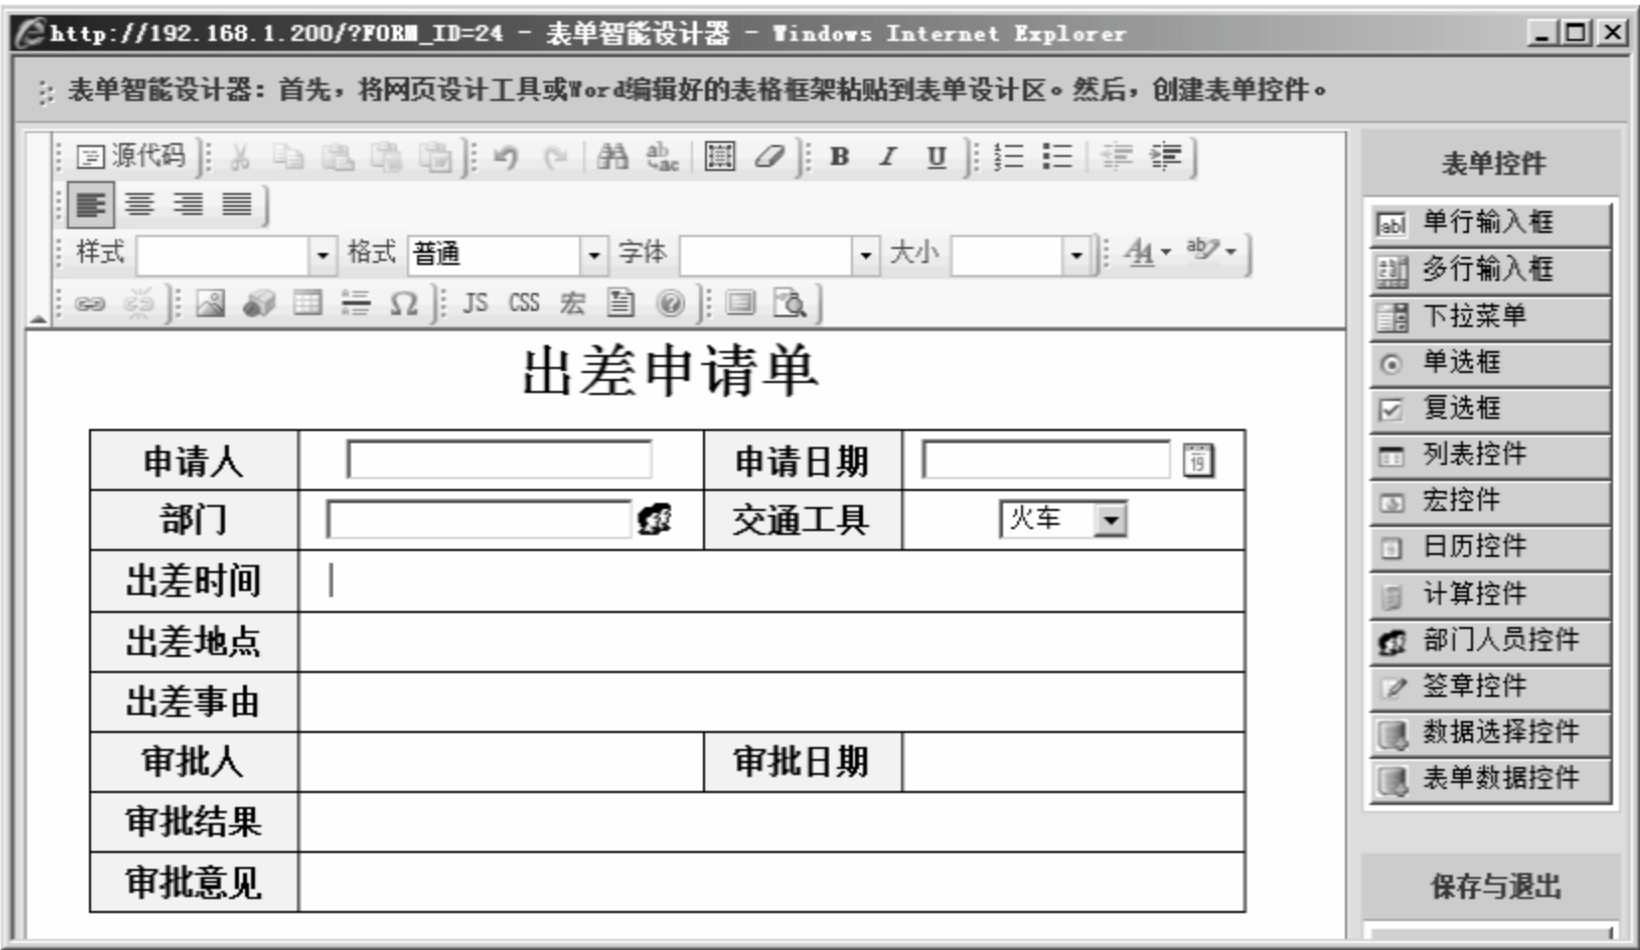 http://192.168.1.200/?FORM_ID=24 - 表单智能设计器 - Windows Internet Explorer
表单智能设计器：首先，将网页设计工具或Word编辑好的表格框架粘贴到表单设计区。然后，创建表单控件。
源代码 B I U
样式 格式 普通 字体 大小
JS CSS 宏
出差申请单
申请人 申请日期 19
部门 交通工具 火车
出差时间
出差地点
出差事由
审批人 审批日期
审批结果
审批意见
表单控件
单行输入框
多行输入框
下拉菜单
单选框
复选框
列表控件
宏控件
日历控件
计算控件
部门人员控件
签章控件
数据选择控件
表单数据控件
保存与退出